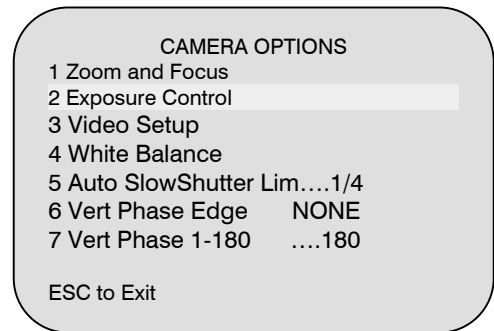 CAMERA OPTIONS
1 Zoom and Focus
2 Exposure Control
3 Video Setup
4 White Balance
5 Auto SlowShutter Lim....1/4
6 Vert Phase Edge NONE
7 Vert Phase 1-180 ....180
ESC to Exit